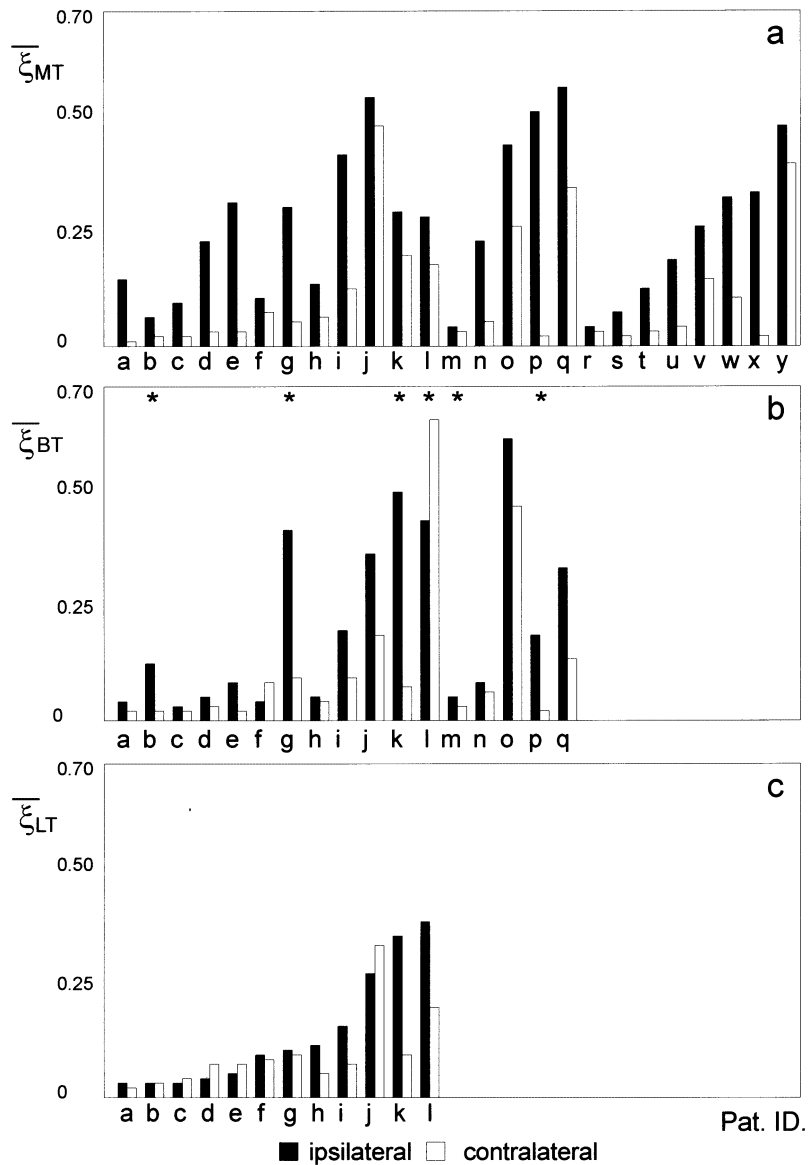 0.70
a
ξMT
0.50
0.25
0
a b c d e f g h i j k l m n o p q r s t u v w x y
0.70
* * * * * *
b
ξBT
0.50
0.25
0
a b c d e f g h i j k l m n o p q
0.70
c
ξLT
0.50
0.25
0
a b c d e f g h i j k l
Pat. ID.
ipsilateral contralateral